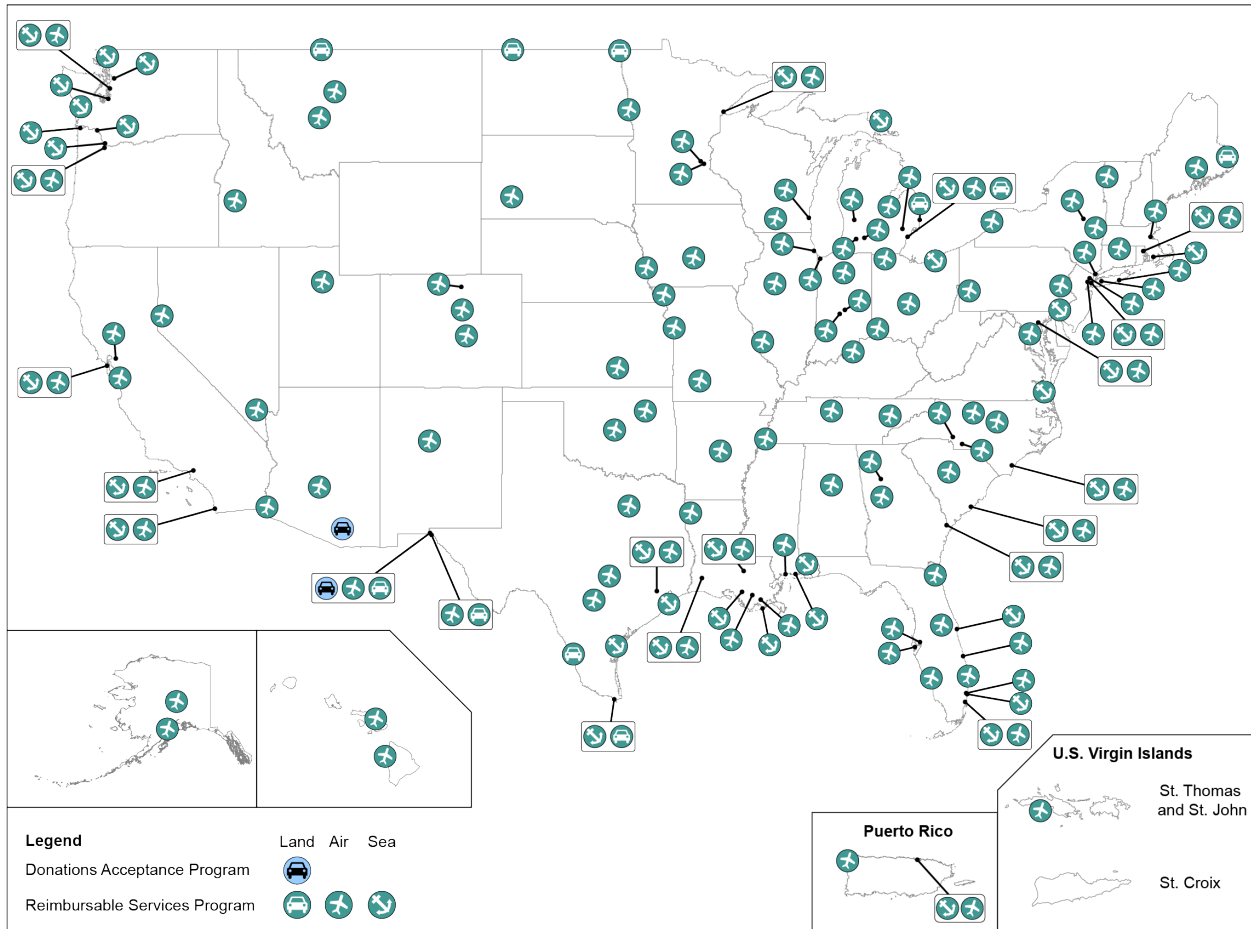 U.S. Virgin Islands
St. Thomas
and St. John
Puerto Rico
St. Croix
Legend
Land Air Sea
Donations Acceptance Program
Reimbursable Services Program